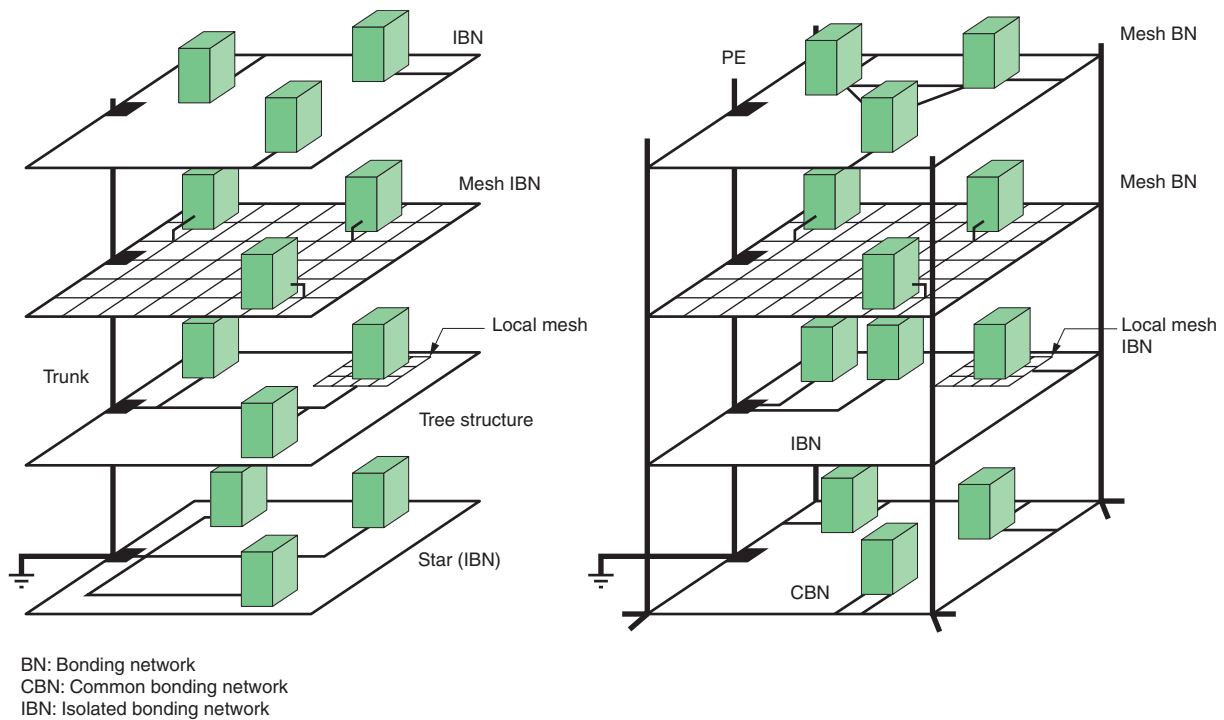 IBN
Mesh IBN
Local mesh
Trunk
Tree structure
Star (IBN)
PE
Mesh BN
Mesh BN
Local mesh
IBN
IBN
CBN
BN: Bonding network
CBN: Common bonding network
IBN: Isolated bonding network